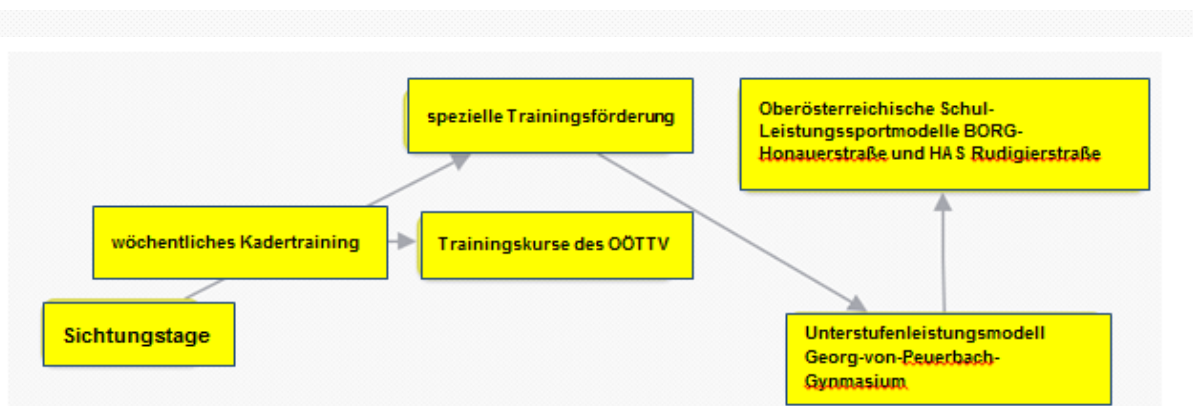 spezielle Trainingsförderung
Oberösterreichische Schul-
Leistungssportmodelle BORG-
Honauerstraße und HAS Rudigierstraße
wöchentliches Kadertraining
Trainingskurse des OÖTTV
Sichtungstage
Unterstufenleistungsmodell
Georg-von-Peuerbach-
Gynmasium